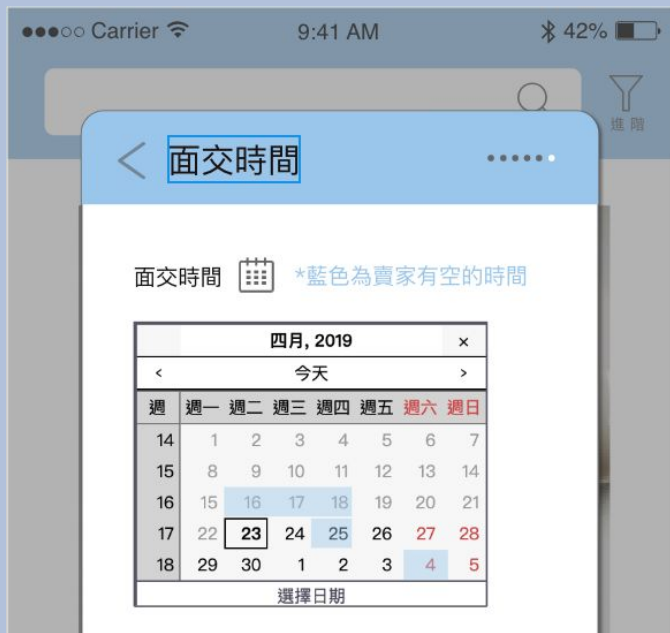 Carrier 9:41 AM 42%
進階
面交時間
面交時間 *藍色為賣家有空的時間
四月, 2019 ×
‹ 今天 ›
週 週一 週二 週三 週四 週五 週六 週日
14 1 2 3 4 5 6 7
15 8 9 10 11 12 13 14
16 15 16 17 18 19 20 21
17 22 23 24 25 26 27 28
18 29 30 1 2 3 4 5
選擇日期